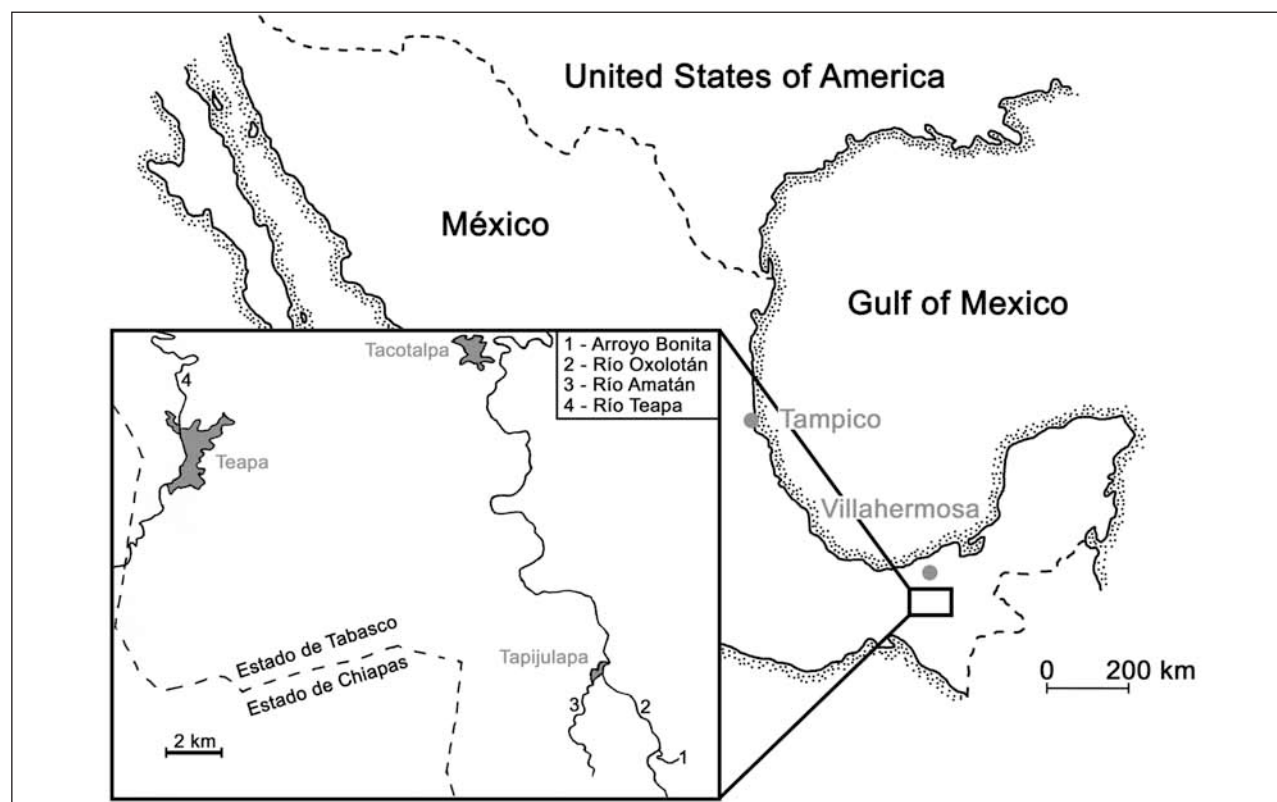 United States of America
México
Gulf of Mexico
Tacotalpa
1 - Arroyo Bonita
2 - Río Oxolotán
3 - Río Amatán
4 - Río Teapa
4
Teapa
Tampico
Villahermosa
Estado de Tabasco
Estado de Chiapas
Tapijulapa
3
2
1
2 km
0 200 km